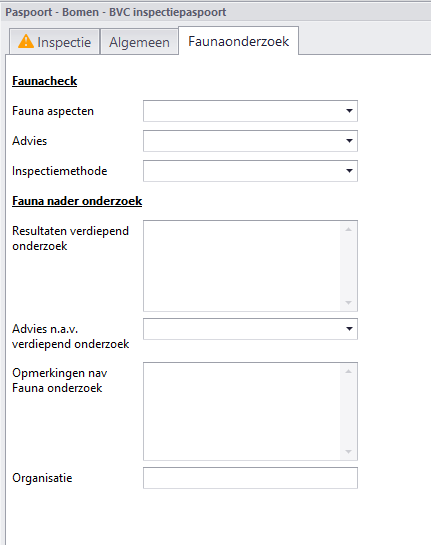 Paspoort - Bomen - BVC inspectiepaspoort
Inspectie Algemeen Faunaonderzoek
Faunacheck
Fauna aspecten
Advies
Inspectiemethode
Fauna nader onderzoek
Resultaten verdiepend
onderzoek
Advies n.a.v.
verdiepend onderzoek
Opmerkingen nav
Fauna onderzoek
Organisatie